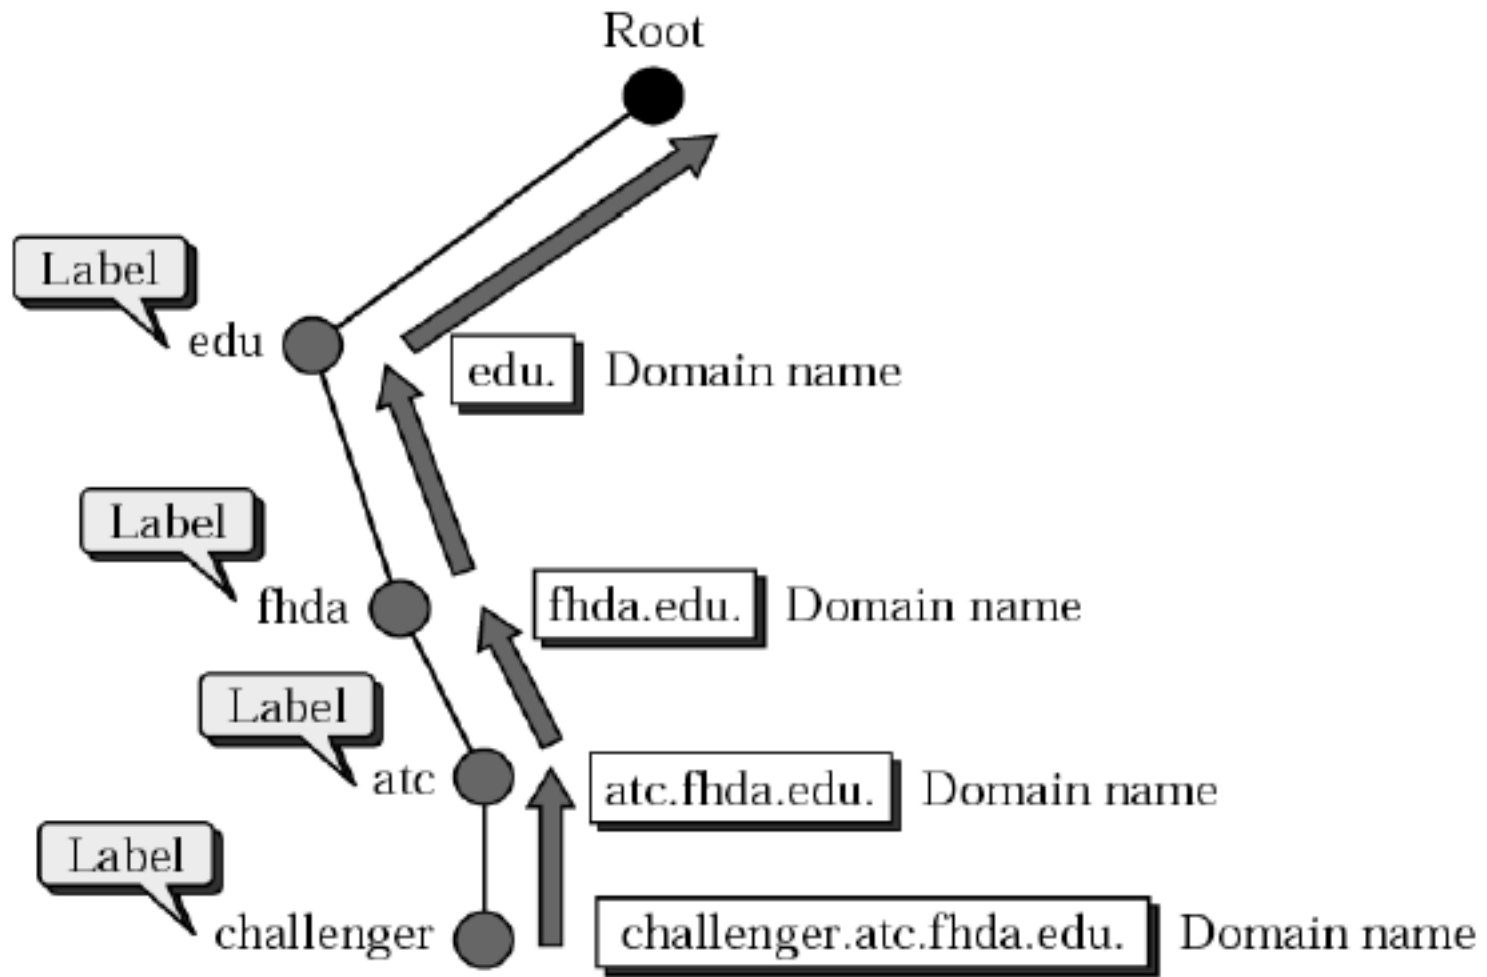 Root
Label
edu
edu. Domain name
Label
fhda
fhda.edu. Domain name
Label
atc
atc.fhda.edu. Domain name
Label
challenger
challenger.atc.fhda.edu. Domain name